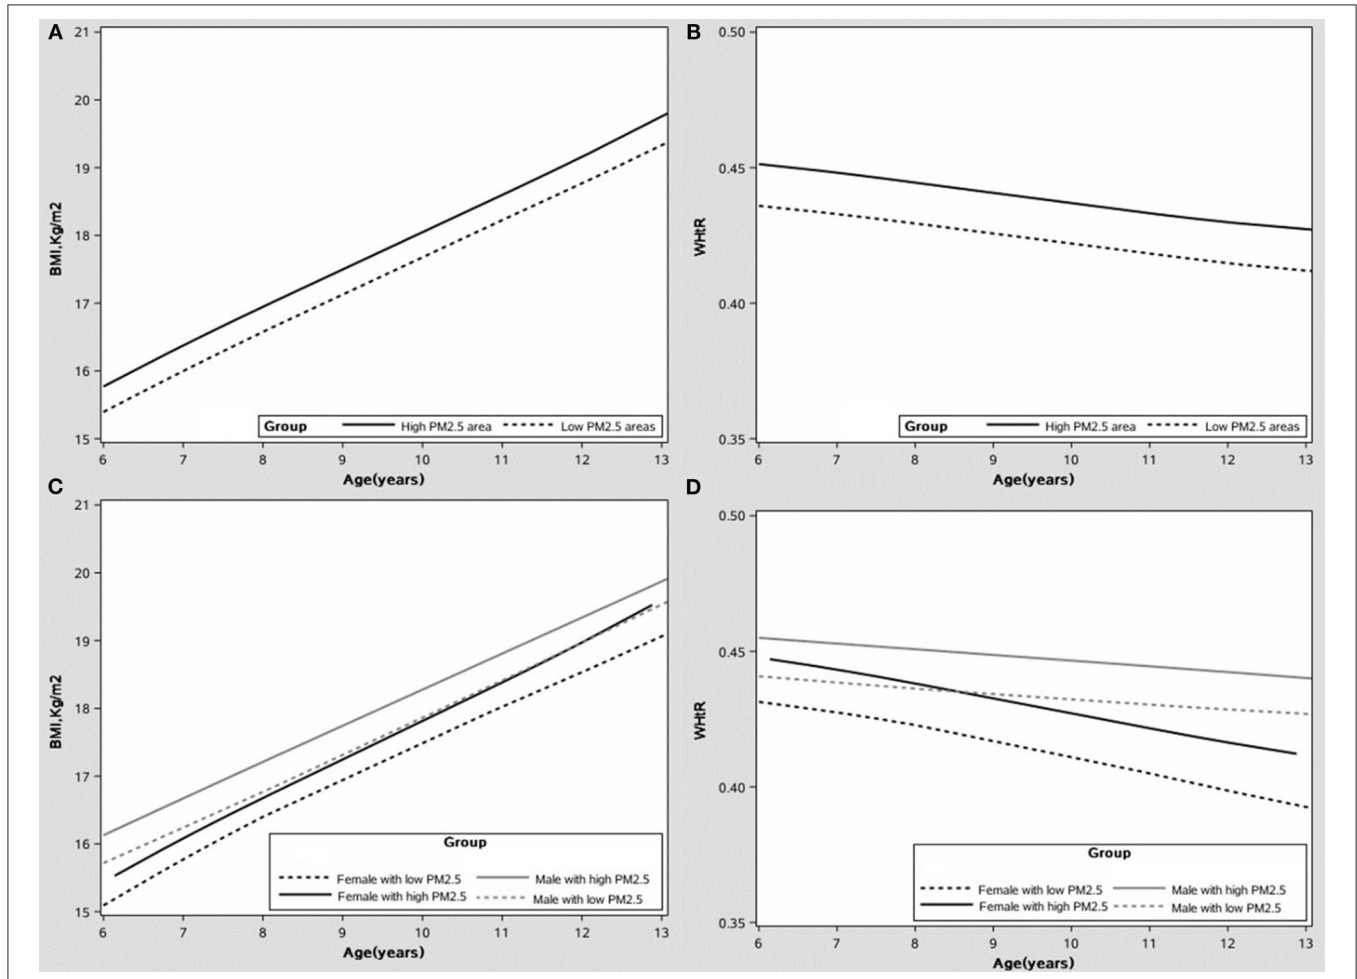 A
21
20
19
18
17
16
15
BMI,Kg/m2
Group High PM2.5 area Low PM2.5 areas
6 7 8 9 10 11 12 13
Age(years)
B
0.50
0.45
0.40
0.35
WHtR
Group High PM2.5 area Low PM2.5 areas
6 7 8 9 10 11 12 13
Age(years)
C
21
20
19
18
17
16
15
BMI,Kg/m2
Group
Female with low PM2.5 Male with high PM2.5
Female with high PM2.5 Male with low PM2.5
6 7 8 9 10 11 12 13
Age(years)
D
0.50
0.45
0.40
0.35
WHtR
Group
Female with low PM2.5 Male with high PM2.5
Female with high PM2.5 Male with low PM2.5
6 7 8 9 10 11 12 13
Age(years)